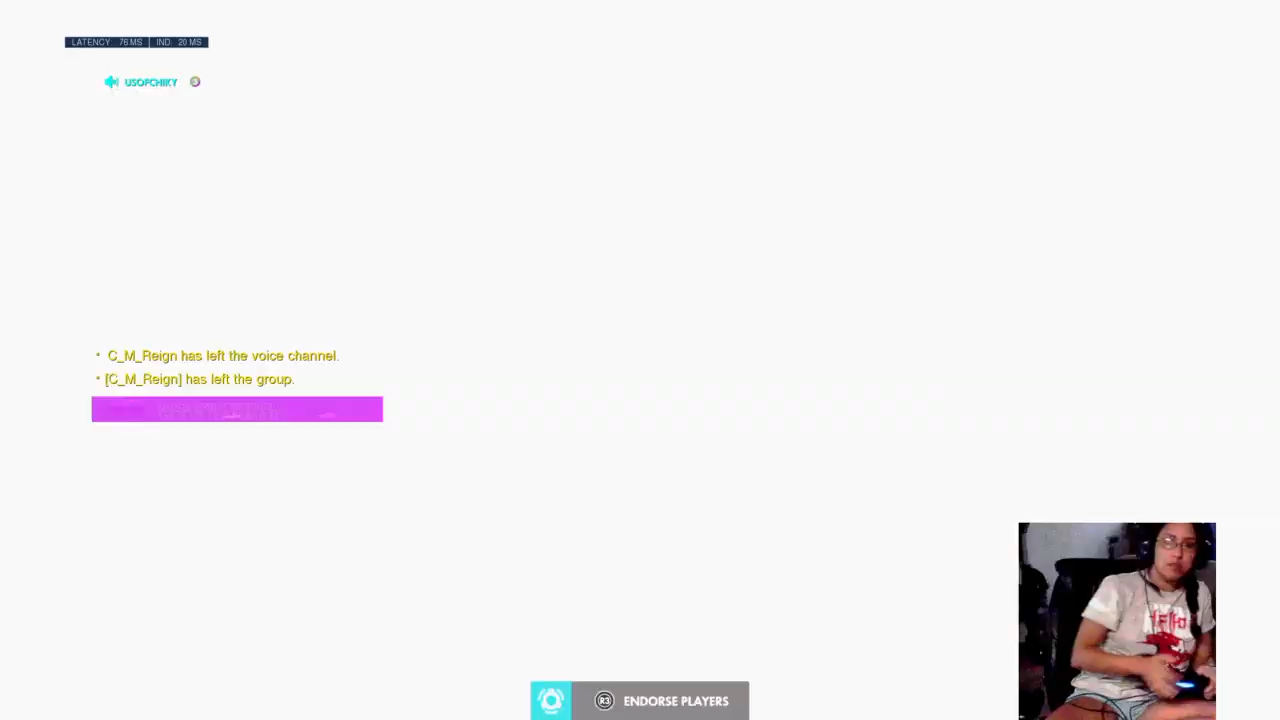 LATENCY: 76 MS | IND: 20 MS
USOFCHIKY
• C_M_Reign has left the voice channel.
• [C_M_Reign] has left the group.
R3 ENDORSE PLAYERS